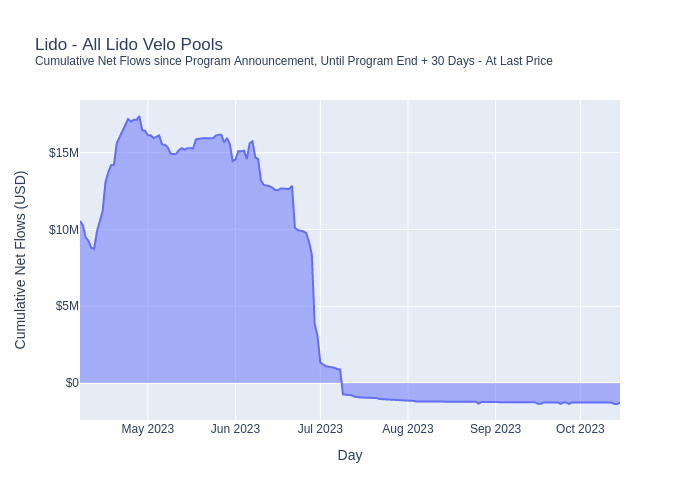 Lido - All Lido Velo Pools
Cumulative Net Flows since Program Announcement, Until Program End + 30 Days - At Last Price
Cumulative Net Flows (USD)
$15M
$10M
$5M
$0
May 2023
Jun 2023
Jul 2023
Aug 2023
Sep 2023
Oct 2023
Day